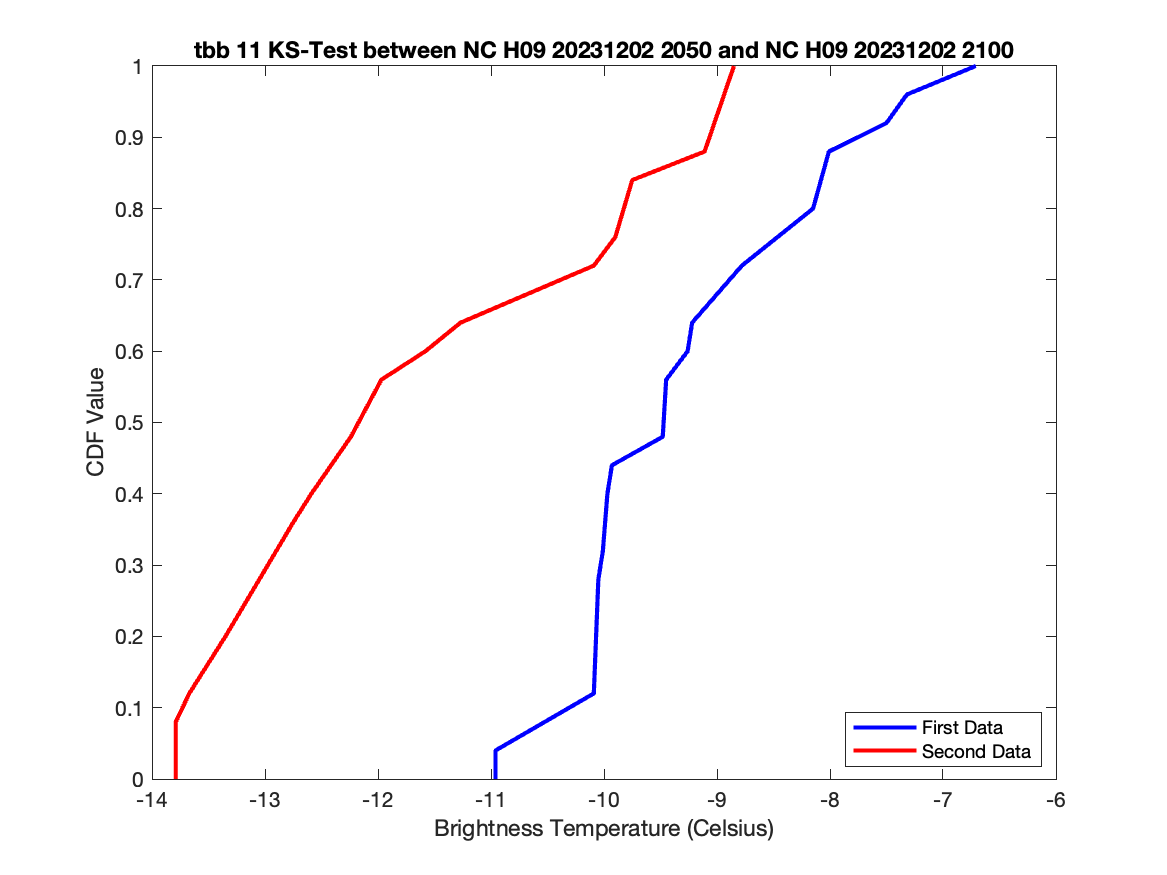 tbb 11 KS-Test between NC H09 20231202 2050 and NC H09 20231202 2100
1
0.9
0.8
0.7
0.6
0.5
0.4
0.3
0.2
0.1
0
CDF Value
-14 -13 -12 -11 -10 -9 -8 -7 -6
Brightness Temperature (Celsius)
First Data
Second Data